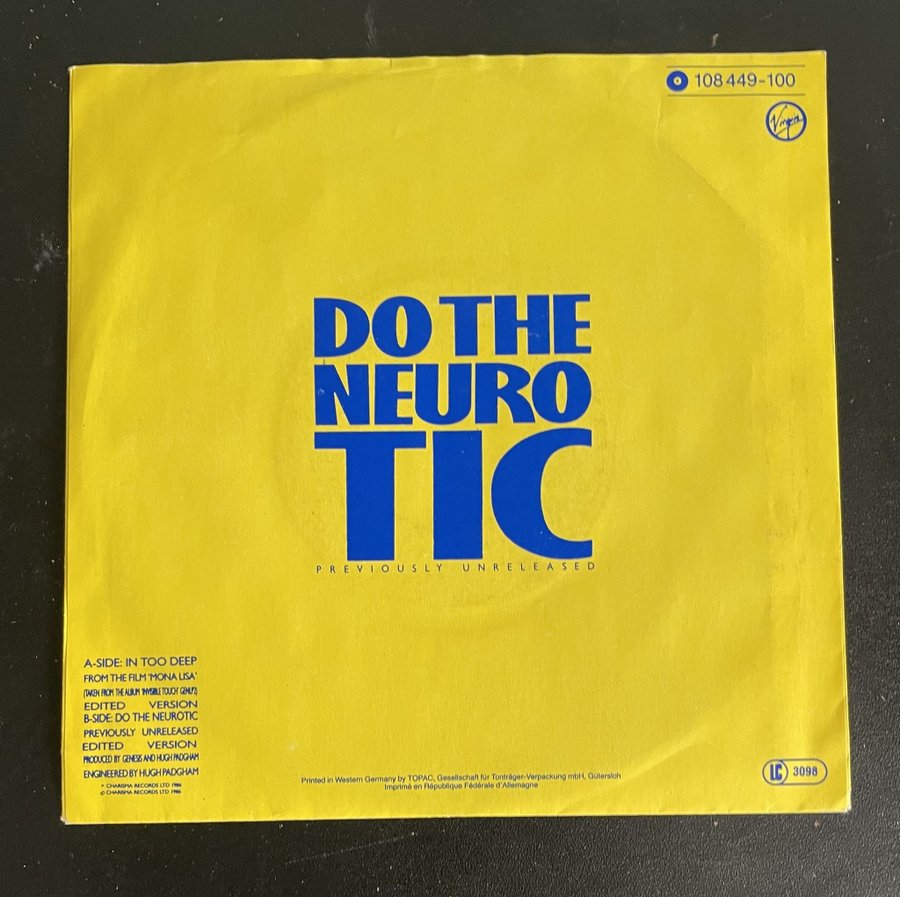 108 449-100
Virgin
DO THE
NEURO
TIC
PREVIOUSLY UNRELEASED.
A-SIDE: IN TOO DEEP
FROM THE FILM 'MONA LISA'
(TAKEN FROM THE ALBUM 'INVISIBLE TOUCH' GENLP2)
EDITED VERSION
B-SIDE: DO THE NEUROTIC
PREVIOUSLY UNRELEASED
EDITED VERSION
PRODUCED BY GENESIS AND HUGH PADGHAM
ENGINEERED BY HUGH PADGHAM
℗ CHARISMA RECORDS LTD 1986
© CHARISMA RECORDS LTD 1986
Printed in Western Germany by TOPAC, Gesellschaft für Tonträger-Verpackung mbH, Gütersloh
Imprimé en République Fédérale d'Allemagne
LC 3098